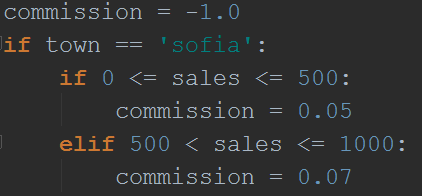 commission = -1.0
if town == 'sofia':
    if 0 <= sales <= 500:
        commission = 0.05
    elif 500 < sales <= 1000:
        commission = 0.07